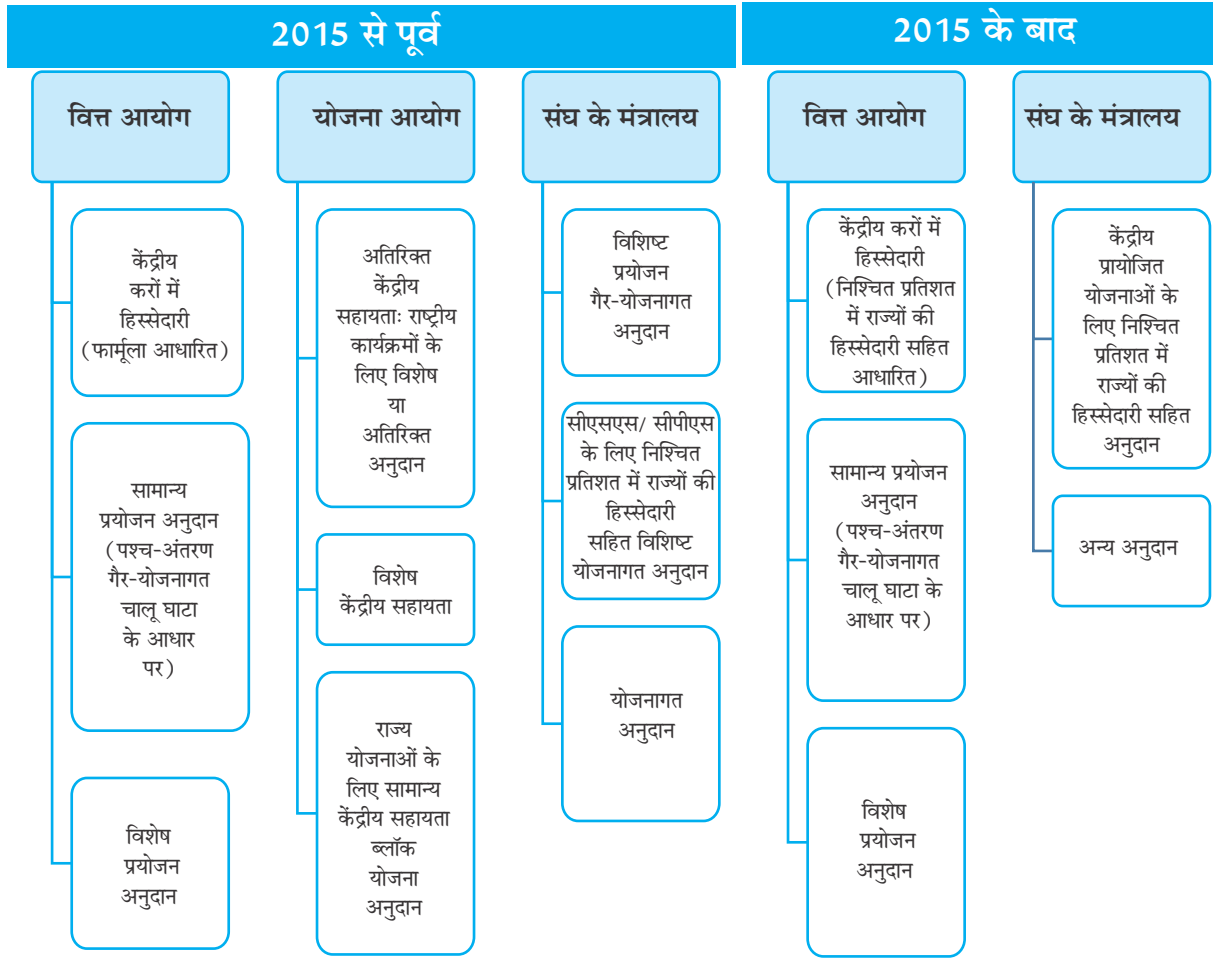 2015 से पूर्व
2015 के बाद
वित्त आयोग
योजना आयोग
संघ के मंत्रालय
वित्त आयोग
संघ के मंत्रालय
केंद्रीय
करों में
हिस्सेदारी
(फार्मूला आधारित)
सामान्य
प्रयोजन अनुदान
(पश्च-अंतरण
गैर-योजनागत
चालू घाटा
के आधार
पर)
विशेष
प्रयोजन
अनुदान
अतिरिक्त
केंद्रीय
सहायताः राष्ट्रीय
कार्यक्रमों के
लिए विशेष
या
अतिरिक्त
अनुदान
विशेष
केंद्रीय सहायता
राज्य
योजनाओं के
लिए सामान्य
केंद्रीय सहायता
ब्लॉक
योजना
अनुदान
विशिष्ट
प्रयोजन
गैर-योजनागत
अनुदान
सीएसएस/ सीपीएस
के लिए निश्चित
प्रतिशत में राज्यों की
हिस्सेदारी
सहित विशिष्ट
योजनागत अनुदान
योजनागत
अनुदान
केंद्रीय करों में
हिस्सेदारी
(निश्चित प्रतिशत
में राज्यों की
हिस्सेदारी सहित
आधारित)
सामान्य प्रयोजन
अनुदान
(पश्च-अंतरण
गैर-योजनागत
चालू घाटा के
आधार पर)
विशेष
प्रयोजन
अनुदान
केंद्रीय
प्रायोजित
योजनाओं के
लिए निश्चित
प्रतिशत में
राज्यों की
हिस्सेदारी सहित
अनुदान
अन्य अनुदान